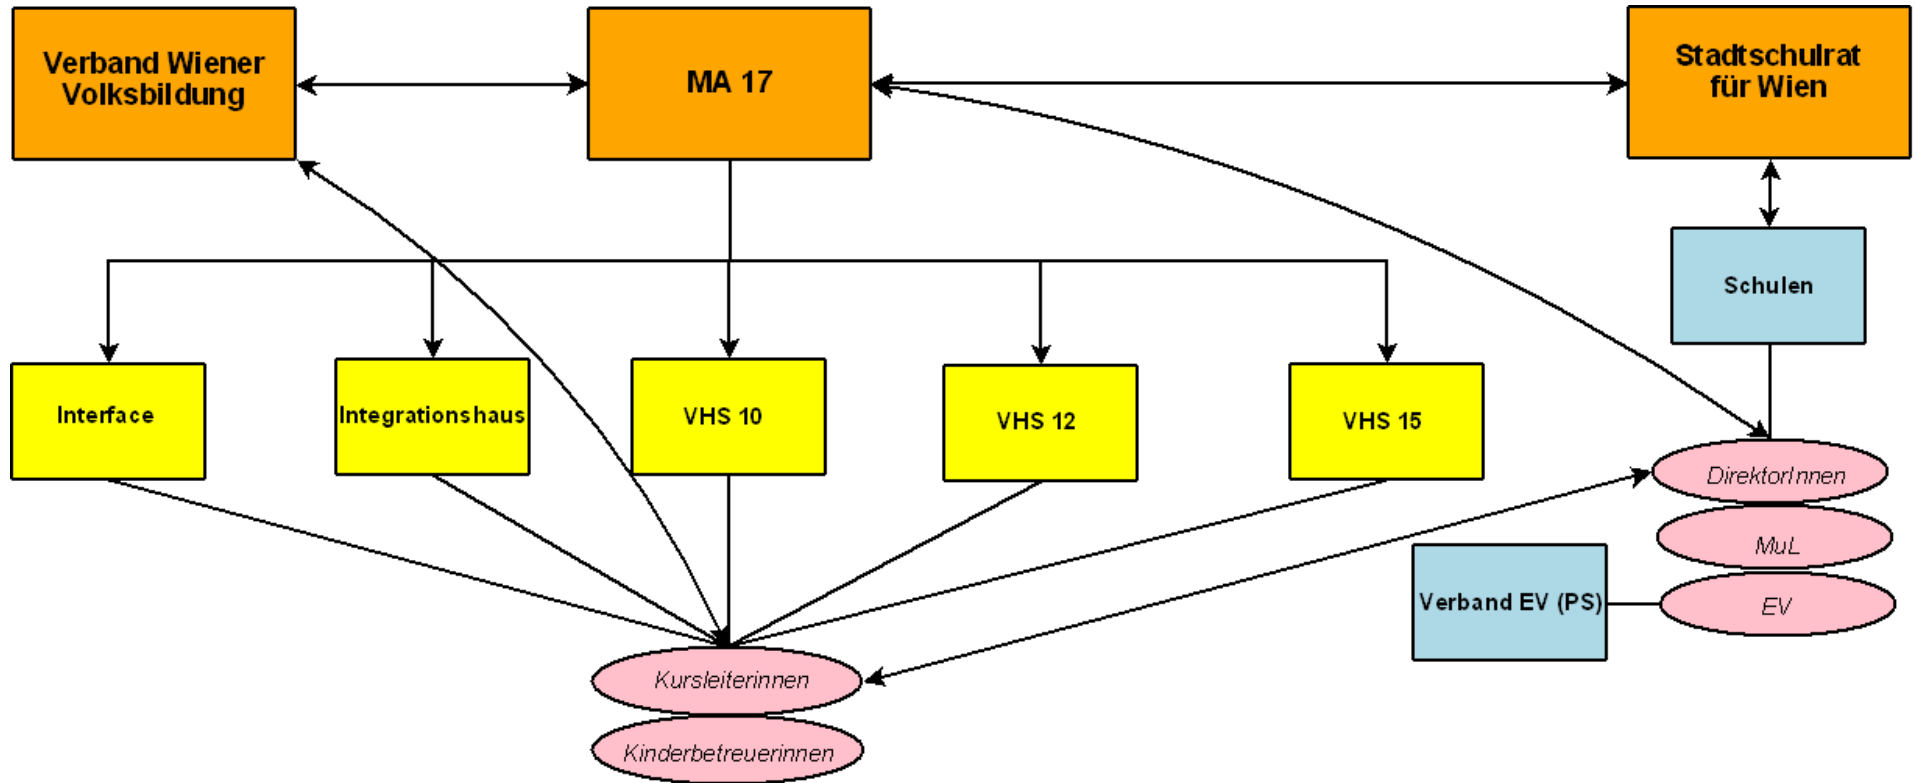 Verband Wiener
Volksbildung
MA 17
Stadtschulrat
für Wien
Schulen
Interface
Integrationshaus
VHS 10
VHS 12
VHS 15
DirektorInnen
MuL
Verband EV (PS)
EV
Kursleiterinnen
Kinderbetreuerinnen